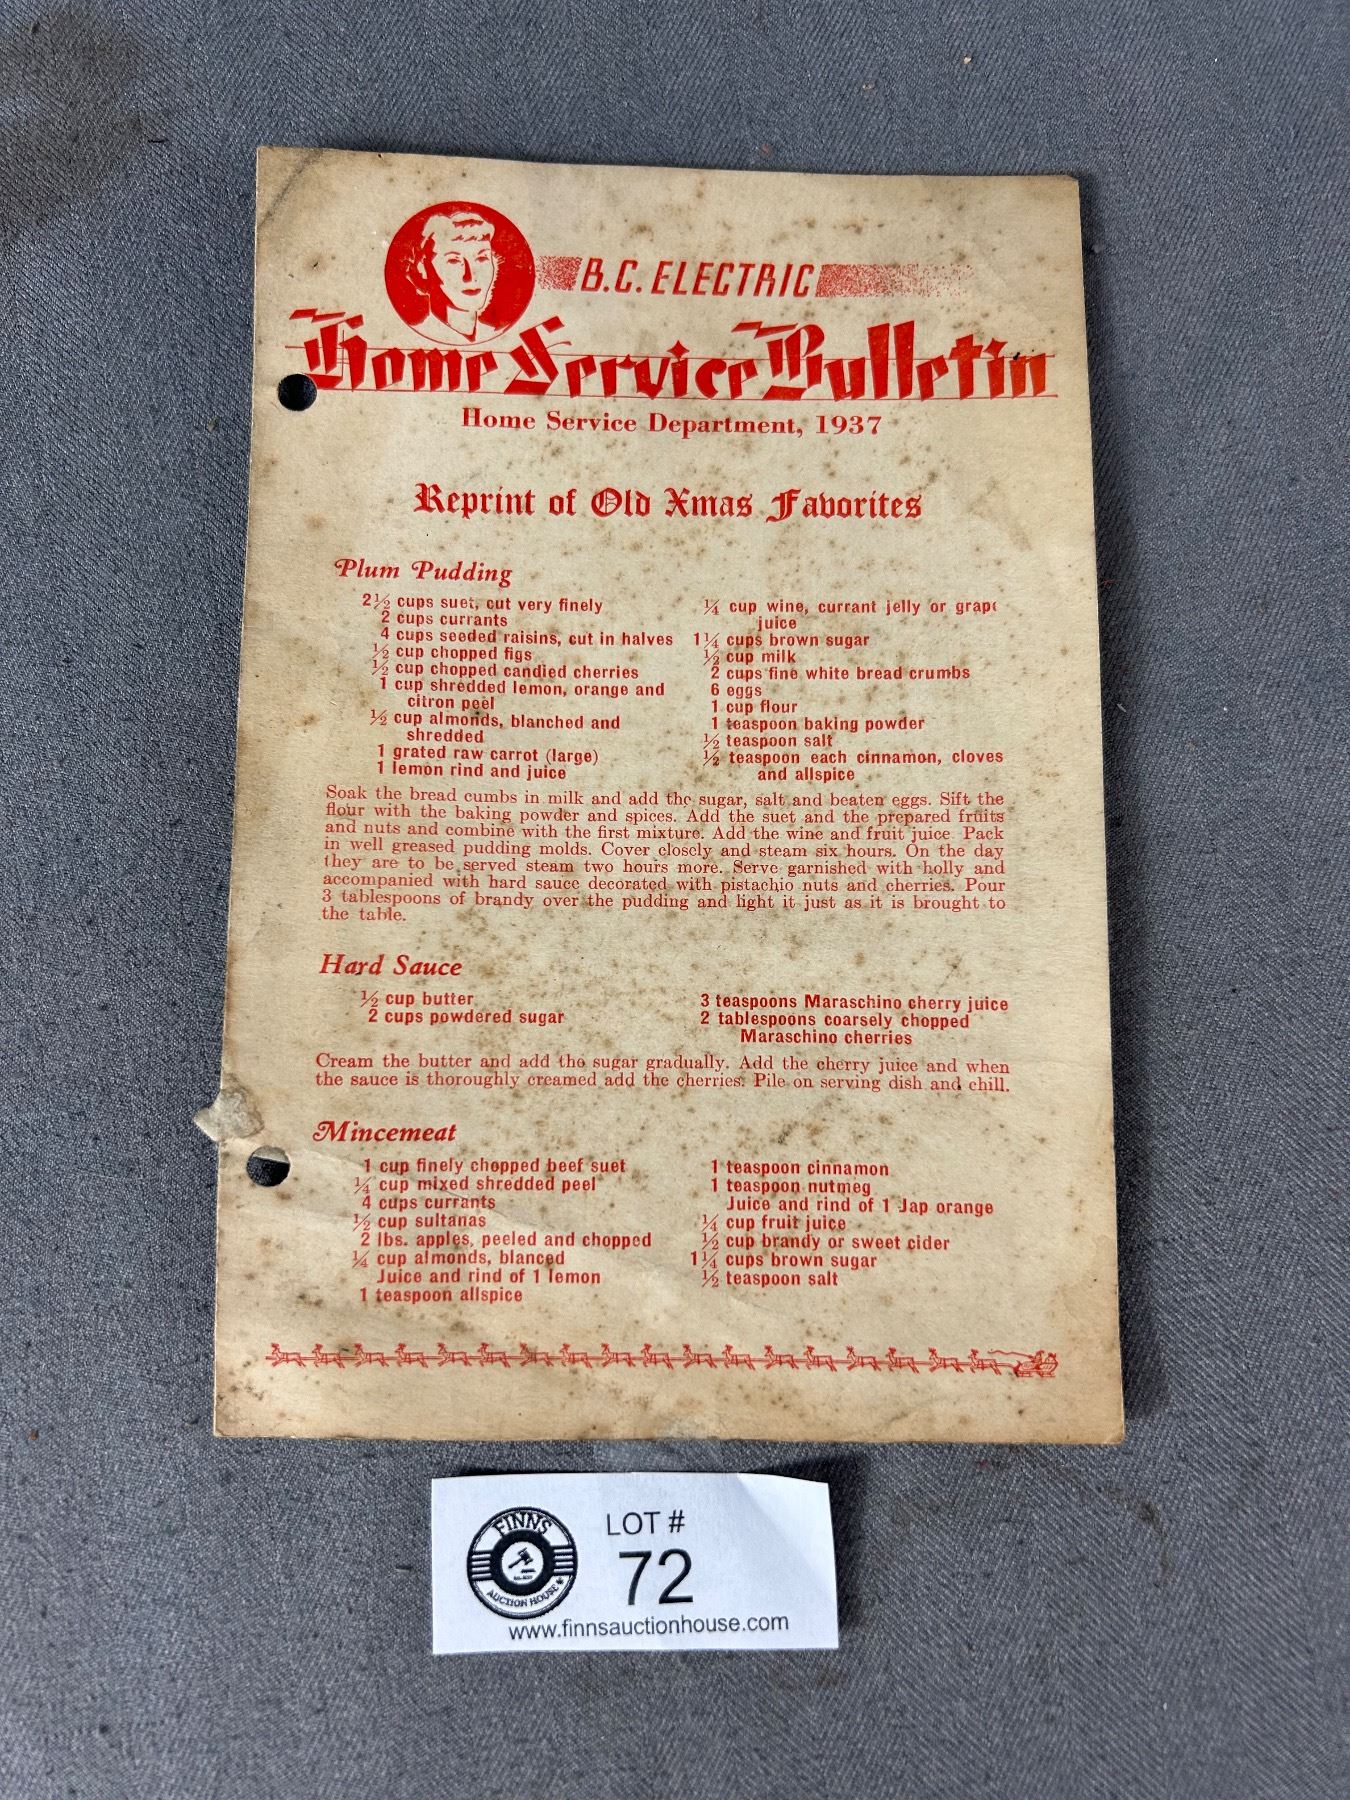 B.C. ELECTRIC
Home Service Bulletin
Home Service Department, 1937
Reprint of Old Xmas Favorites
Plum Pudding
2½ cups suet, cut very finely
2 cups currants
4 cups seeded raisins, cut in halves
½ cup chopped figs
½ cup chopped candied cherries
1 cup shredded lemon, orange and
citron peel
½ cup almonds, blanched and
shredded
1 grated raw carrot (large)
1 lemon rind and juice
¼ cup wine, currant jelly or grape
juice
1¼ cups brown sugar
½ cup milk
2 cups fine white bread crumbs
6 eggs
1 cup flour
1 teaspoon baking powder
½ teaspoon salt
½ teaspoon each cinnamon, cloves
and allspice
Soak the bread cumbs in milk and add the sugar, salt and beaten eggs. Sift the
flour with the baking powder and spices. Add the suet and the prepared fruits
and nuts and combine with the first mixture. Add the wine and fruit juice. Pack
in well greased pudding molds. Cover closely and steam six hours. On the day
they are to be served steam two hours more. Serve garnished with holly and
accompanied with hard sauce decorated with pistachio nuts and cherries. Pour
3 tablespoons of brandy over the pudding and light it just as it is brought to
the table.
Hard Sauce
½ cup butter
2 cups powdered sugar
3 teaspoons Maraschino cherry juice
2 tablespoons coarsely chopped
Maraschino cherries
Cream the butter and add the sugar gradually. Add the cherry juice and when
the sauce is thoroughly creamed add the cherries. Pile on serving dish and chill.
Mincemeat
1 cup finely chopped beef suet
¼ cup mixed shredded peel
4 cups currants
½ cup sultanas
2 lbs. apples, peeled and chopped
¼ cup almonds, blanced
Juice and rind of 1 lemon
1 teaspoon allspice
1 teaspoon cinnamon
1 teaspoon nutmeg
Juice and rind of 1 Jap orange
¼ cup fruit juice
½ cup brandy or sweet cider
1¼ cups brown sugar
½ teaspoon salt
FINNS
AUCTION HOUSE
LOT #
72
www.finnsauctionhouse.com